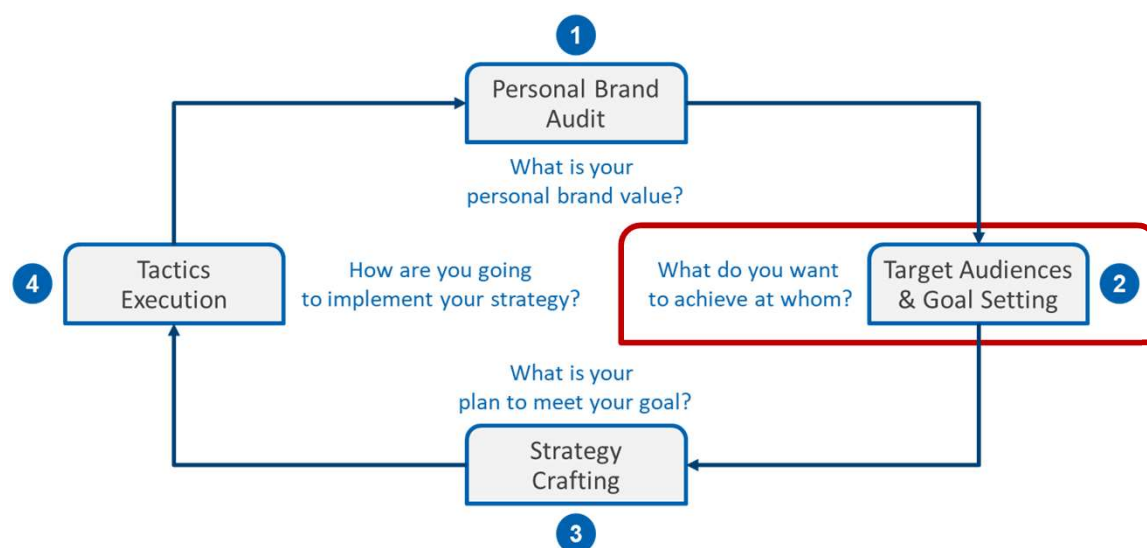 1
Personal Brand
Audit
What is your
personal brand value?
Target Audiences
& Goal Setting
2
What do you want
to achieve at whom?
Strategy
Crafting
3
What is your
plan to meet your goal?
4
Tactics
Execution
How are you going
to implement your strategy?